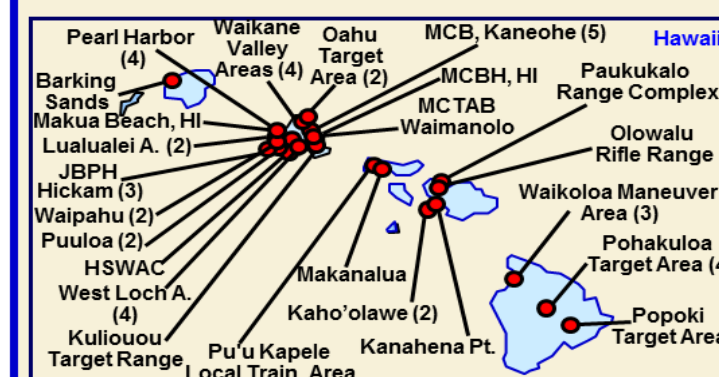 Pearl Harbor
(4)
Waikane
Valley
Areas (4)
Oahu
Target
Area (2)
MCB, Kaneohe (5)
Hawaii
MCBH, HI
Paukukalo
Range Complex
Barking
Sands
Makua Beach, HI
MCTAB
Waimanolo
Olowalu
Rifle Range
Lualualei A. (2)
JBPH
Hickam (3)
Waikoloa Maneuver
Area (3)
Waipahu (2)
Puuloa (2)
Pohakuloa
Target Area (4
HSWAC
Makanalua
West Loch A.
(4)
Kaho'olawe (2)
Popoki
Target Area
Kuliouou
Target Range
Pu'u Kapele
Local Train. Area
Kanahena Pt.